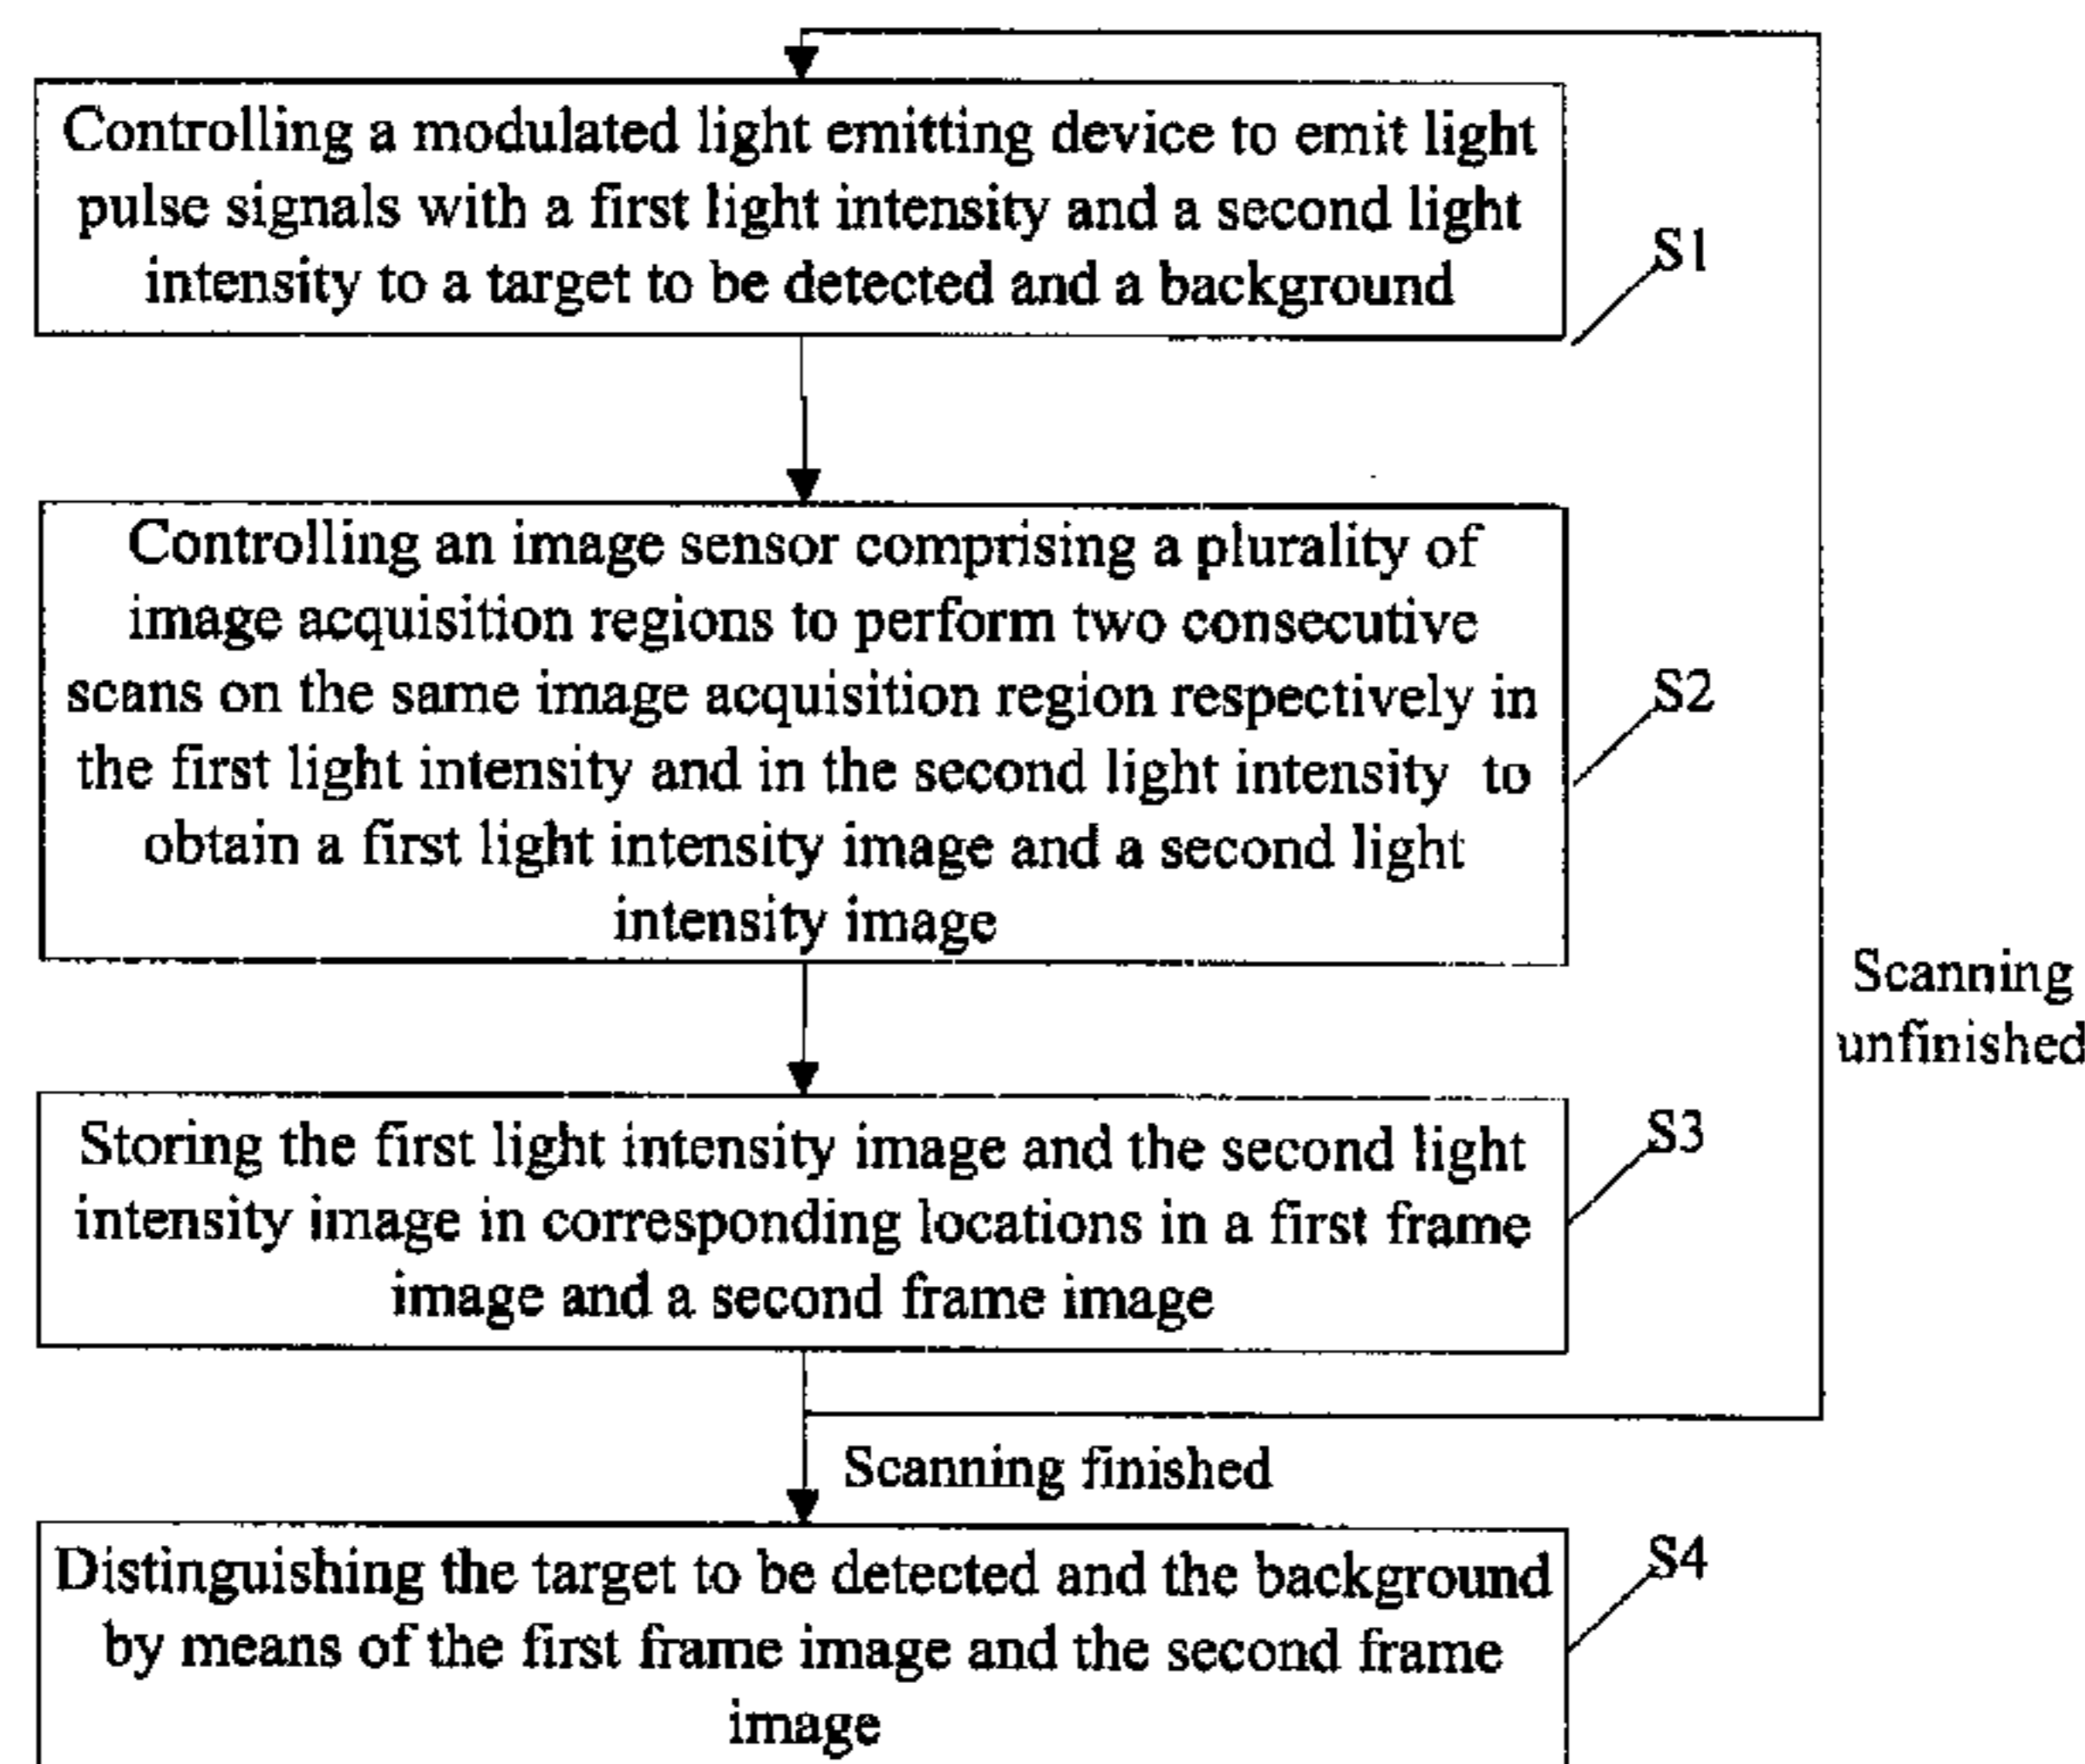 Controlling a modulated light emitting device to emit light
pulse signals with a first light intensity and a second light
intensity to a target to be detected and a background
S1
Controlling an image sensor comprising a plurality of
image acquisition regions to perform two consecutive
scans on the same image acquisition region respectively in
the first light intensity and in the second light intensity to
obtain a first light intensity image and a second light
intensity image
S2
Scanning
unfinished
Storing the first light intensity image and the second light
intensity image in corresponding locations in a first frame
image and a second frame image
S3
Scanning finished
Distinguishing the target to be detected and the background
by means of the first frame image and the second frame
image
S4